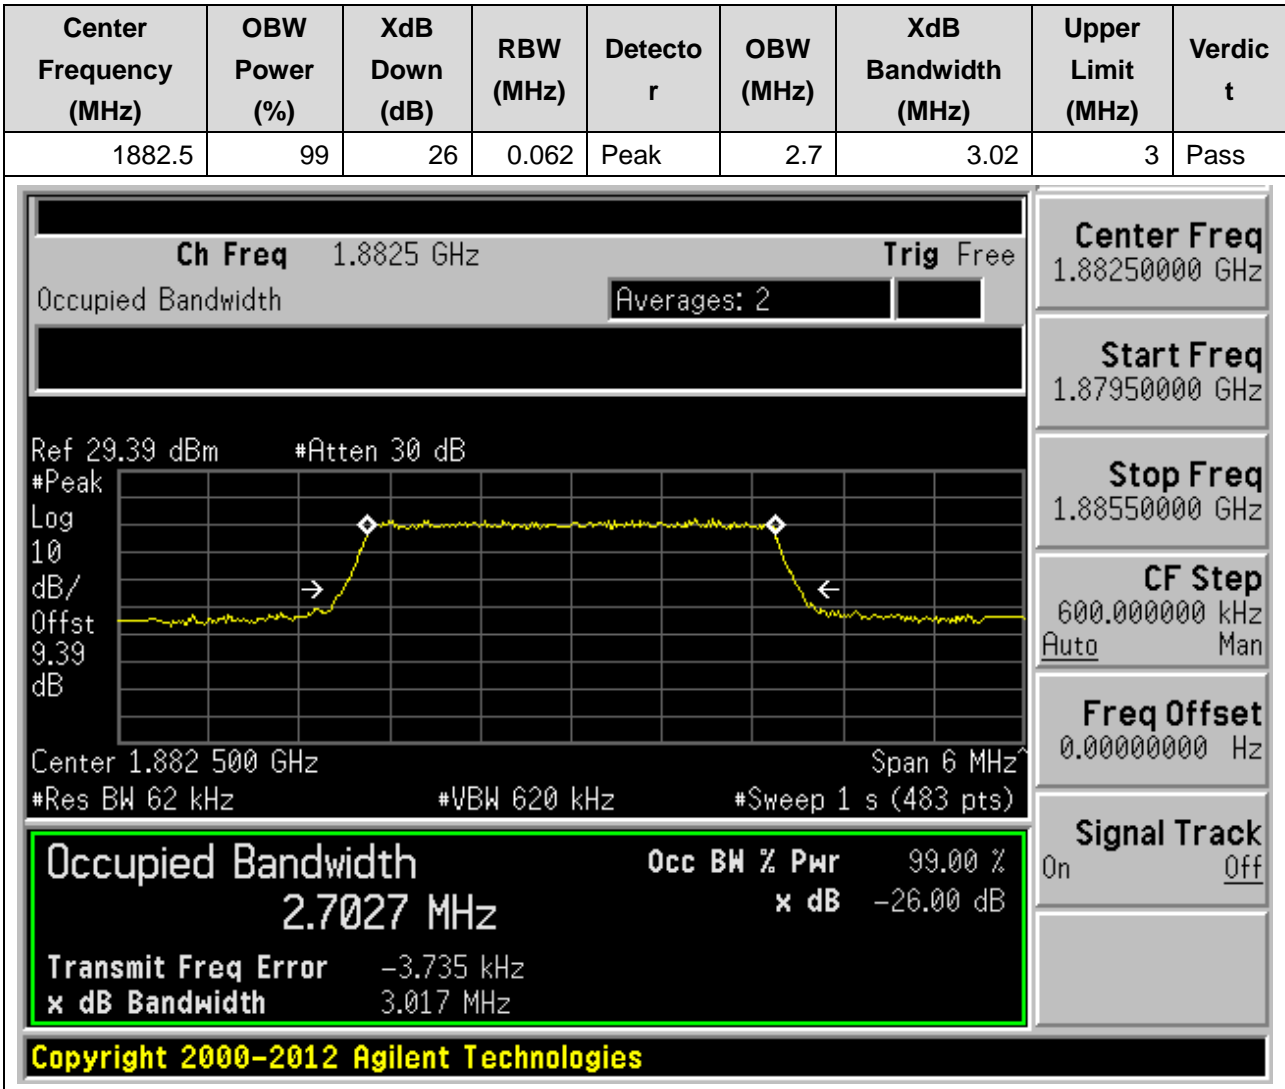 Center Frequency (MHz) OBW Power (%) XdB Down (dB) RBW (MHz) Detector OBW (MHz) XdB Bandwidth (MHz) Upper Limit (MHz) Verdict
1882.5 99 26 0.062 Peak 2.7 3.02 3 Pass
Ch Freq 1.8825 GHz Trig Free
Occupied Bandwidth Averages: 2
Ref 29.39 dBm #Atten 30 dB
#Peak
Log
10
dB/
Offst
9.39
dB
Center 1.882 500 GHz Span 6 MHz^
#Res BW 62 kHz #VBW 620 kHz #Sweep 1 s (483 pts)
Occupied Bandwidth Occ BW % Pwr 99.00 %
2.7027 MHz x dB -26.00 dB
Transmit Freq Error -3.735 kHz
x dB Bandwidth 3.017 MHz
Copyright 2000-2012 Agilent Technologies
Center Freq
1.88250000 GHz
Start Freq
1.87950000 GHz
Stop Freq
1.88550000 GHz
CF Step
600.000000 kHz
Auto Man
Freq Offset
0.00000000 Hz
Signal Track
On Off